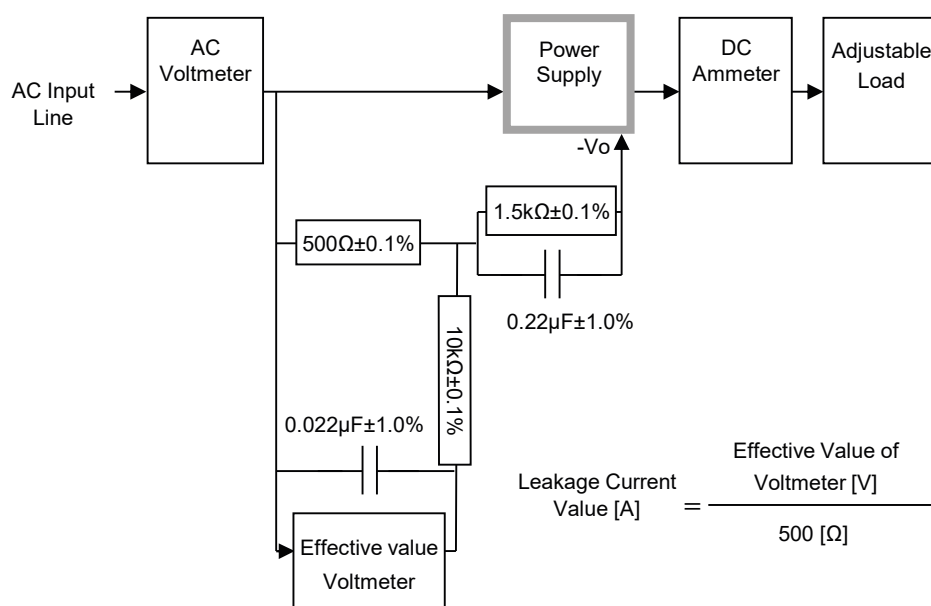 AC
Voltmeter
Power
Supply
DC
Ammeter
Adjustable
Load
AC Input
Line
-Vo
1.5kΩ±0.1%
500Ω±0.1%
0.22µF±1.0%
10kΩ±0.1%
0.022µF±1.0%
Effective value
Voltmeter
Leakage Current
Value [A]
=
Effective Value of
Voltmeter [V]
500 [Ω]